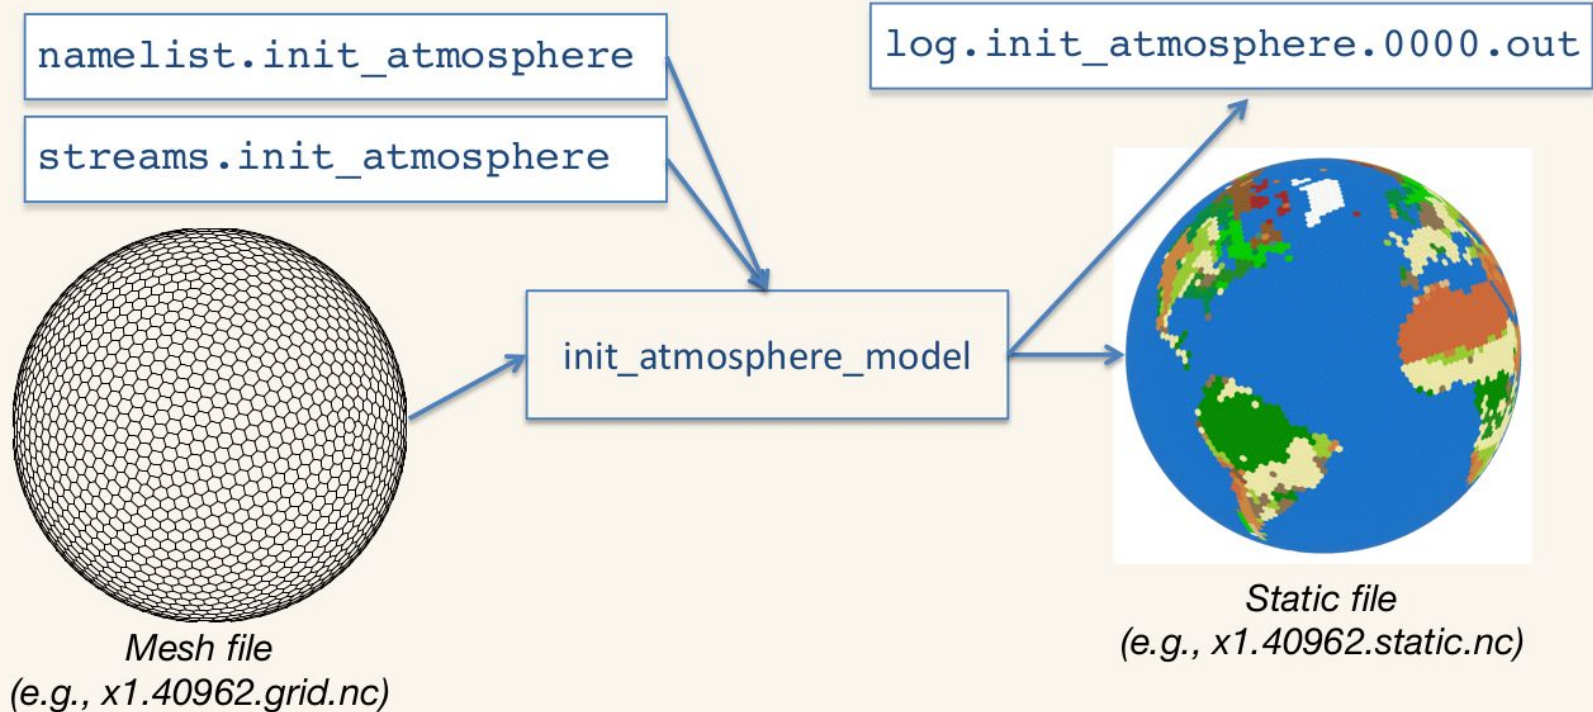 namelist.init_atmosphere
log.init_atmosphere.0000.out
streams.init_atmosphere
init_atmosphere_model
Mesh file
(e.g., x1.40962.grid.nc)
Static file
(e.g., x1.40962.static.nc)